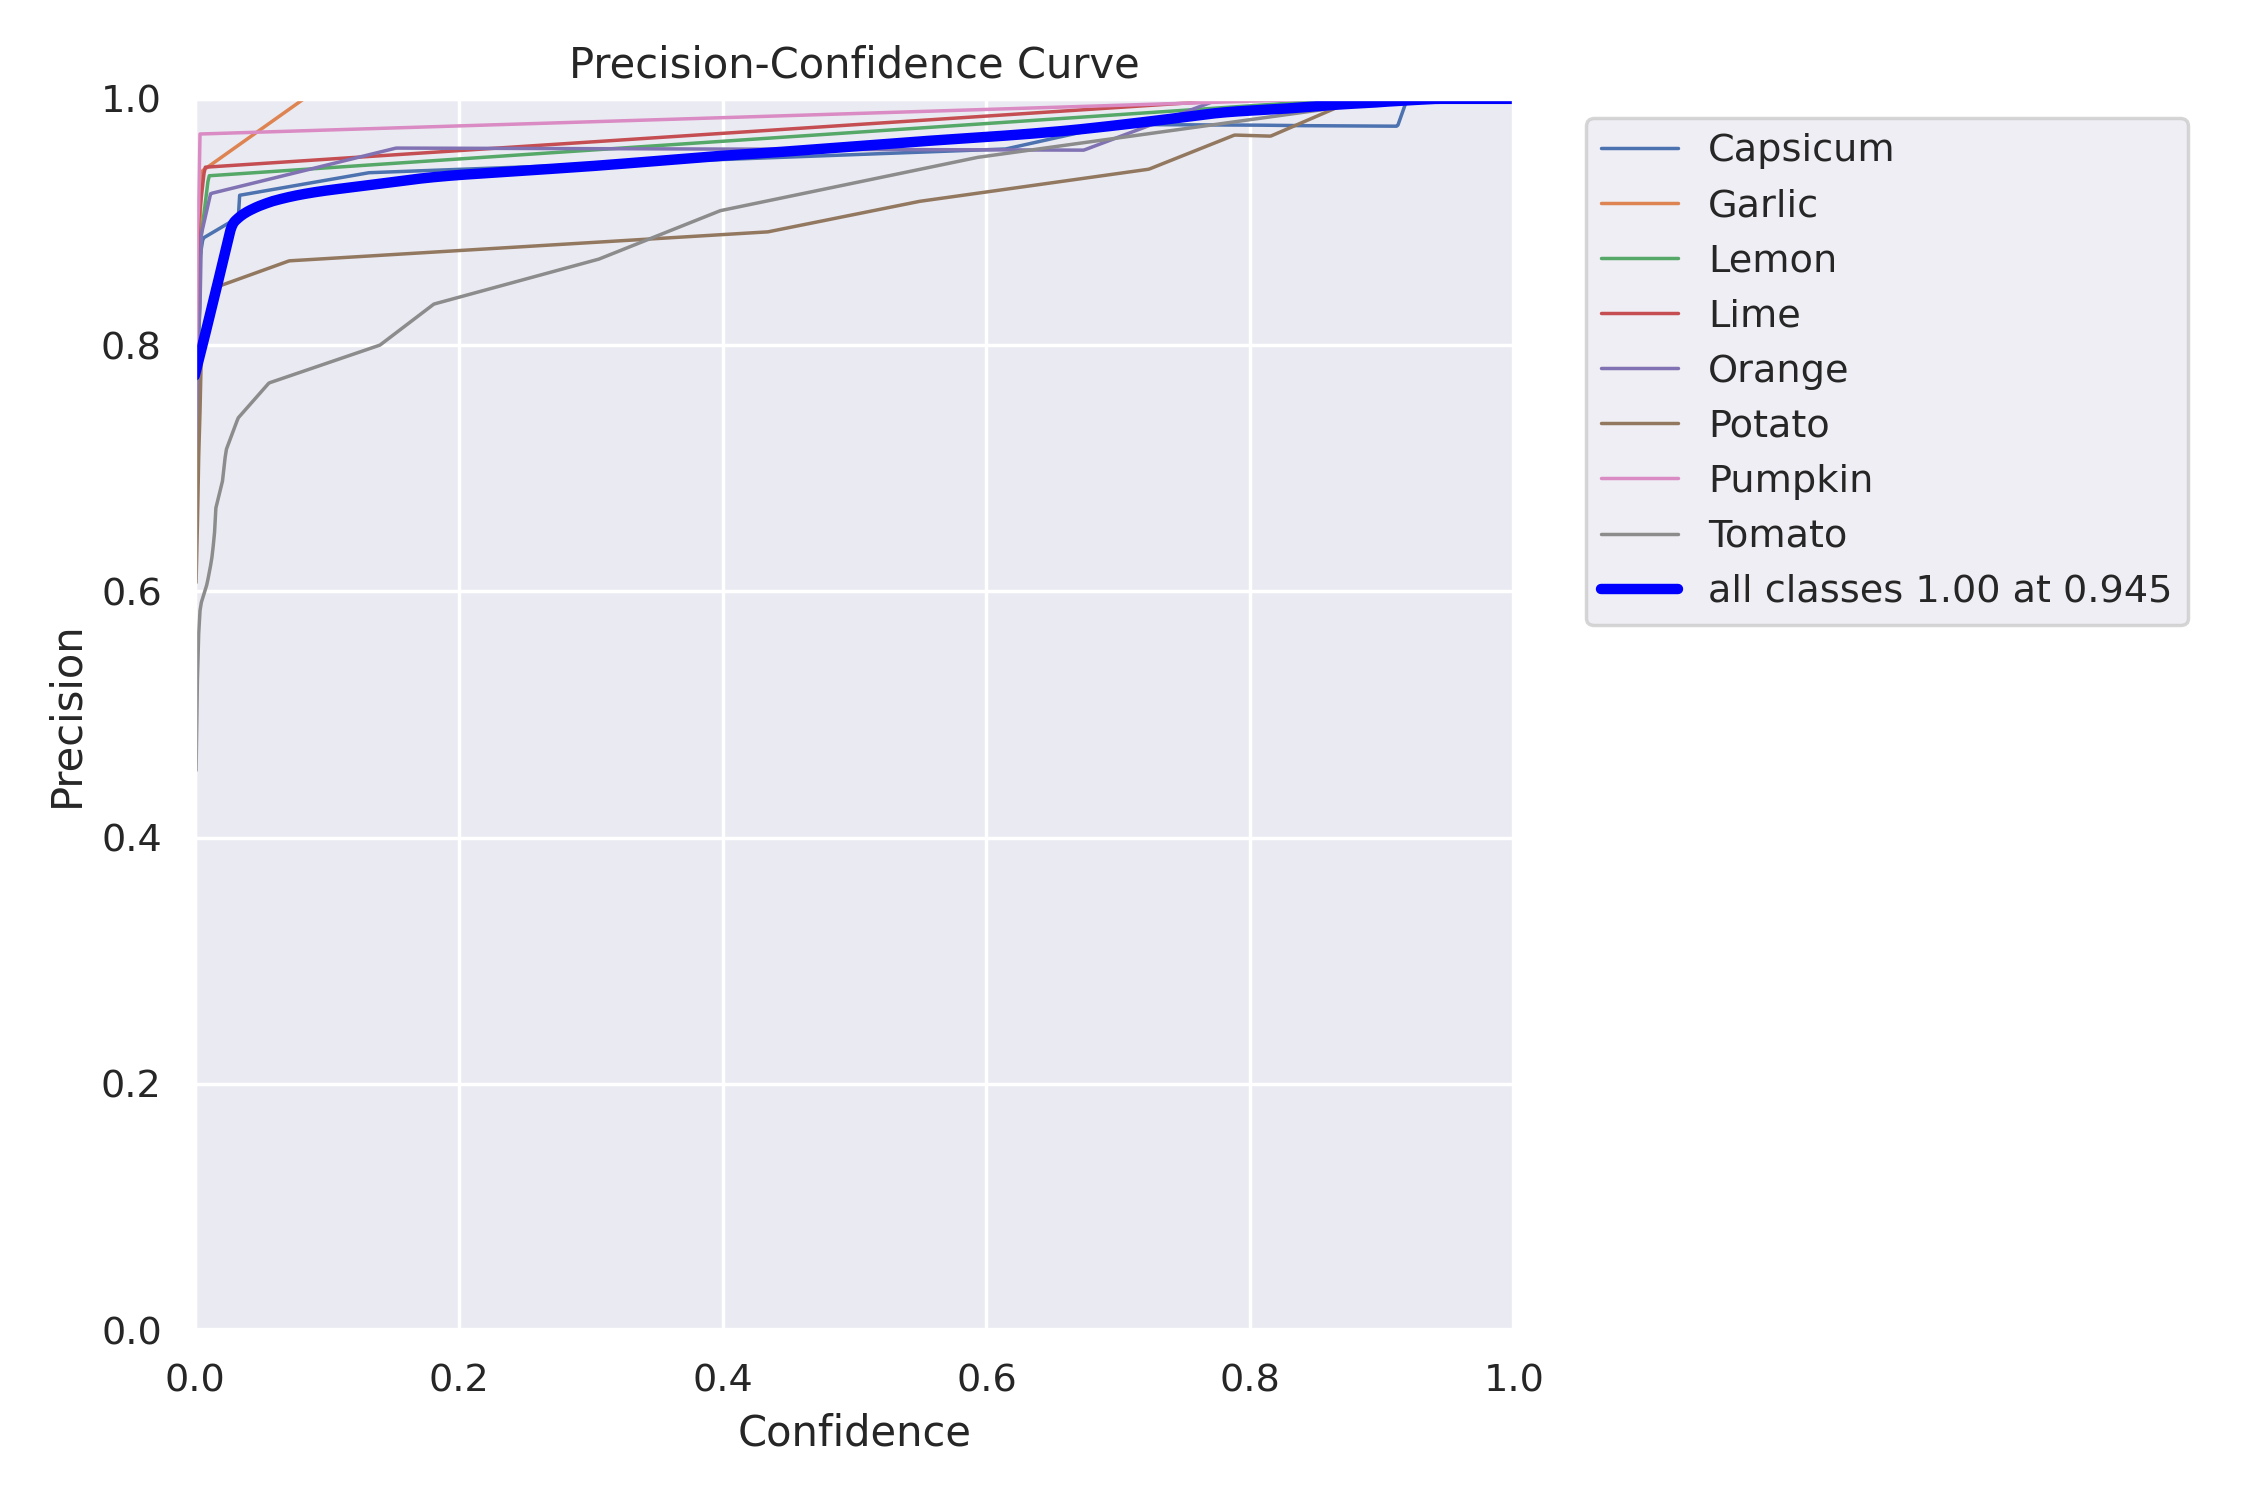 Precision-Confidence Curve
1.0
0.8
0.6
0.4
0.2
0.0
Precision
0.0 0.2 0.4 0.6 0.8 1.0
Confidence
Capsicum
Garlic
Lemon
Lime
Orange
Potato
Pumpkin
Tomato
all classes 1.00 at 0.945